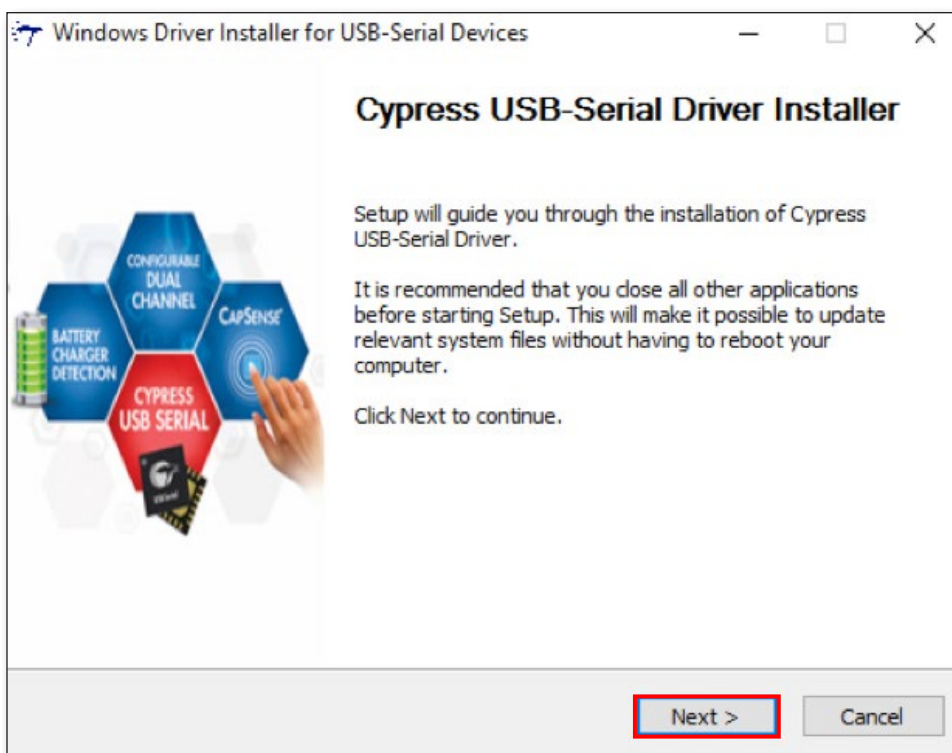 Windows Driver Installer for USB-Serial Devices
Cypress USB-Serial Driver Installer
Setup will guide you through the installation of Cypress
USB-Serial Driver.
It is recommended that you close all other applications
before starting Setup. This will make it possible to update
relevant system files without having to reboot your
computer.
Click Next to continue.
CONFIGURABLE
DUAL
CHANNEL
CAPSENSE
BATTERY
CHARGER
DETECTION
CYPRESS
USB SERIAL
Next >
Cancel